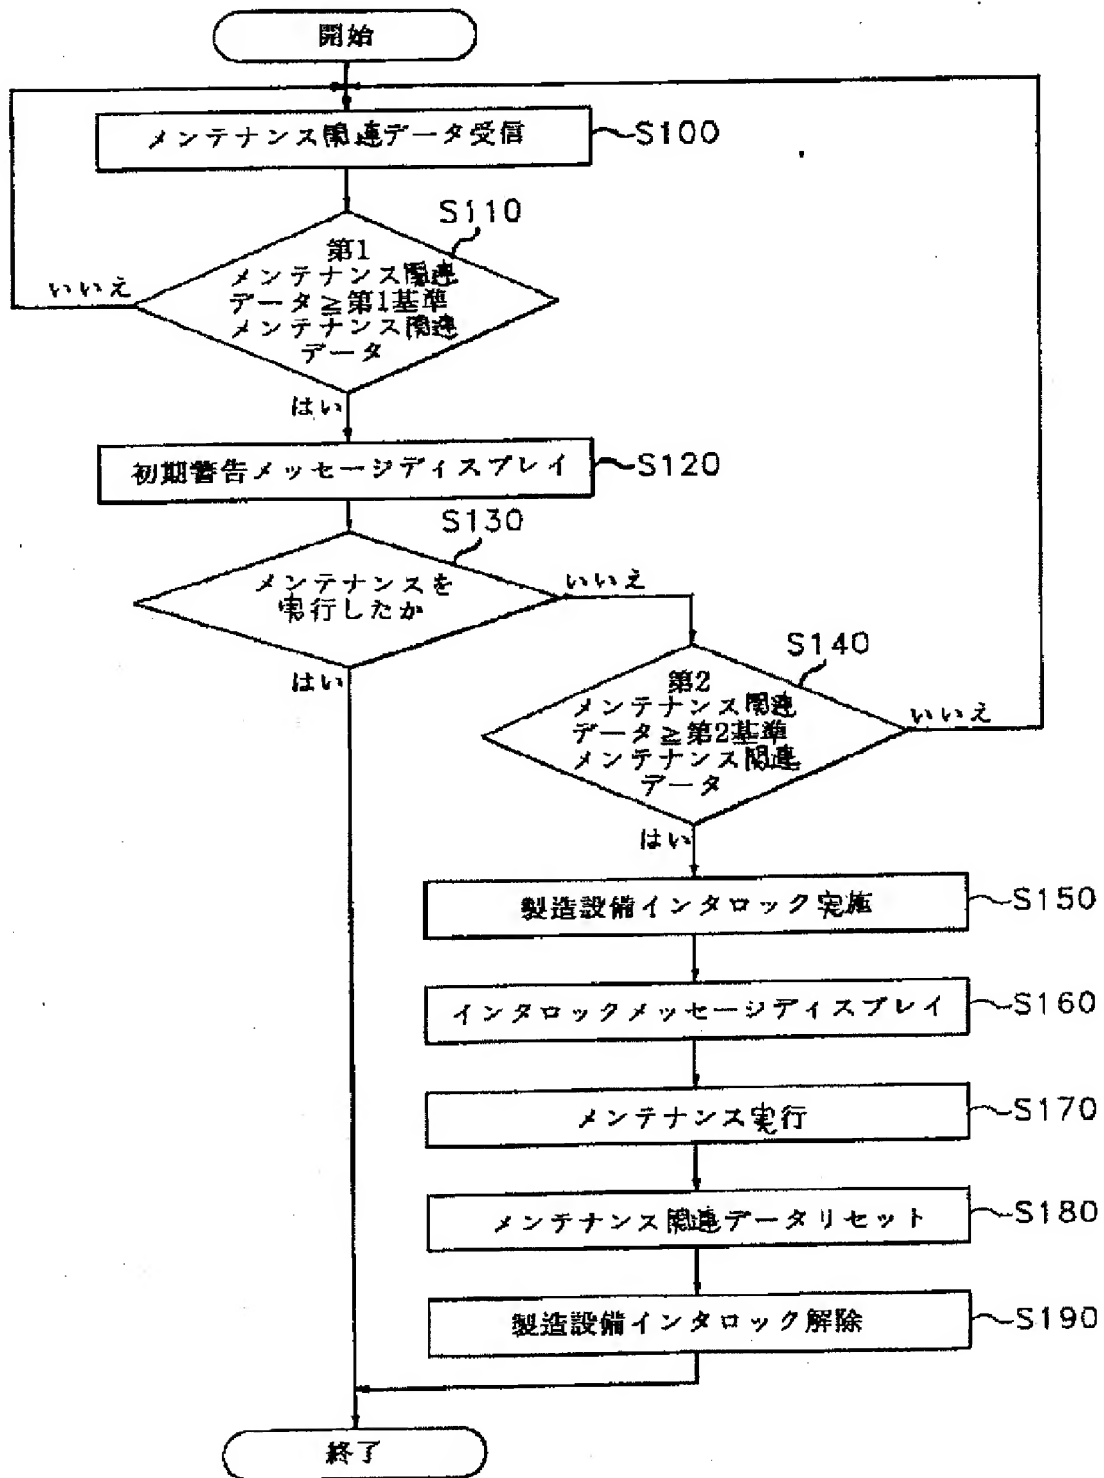 開始
メンテナンス関連データ受信
S100
S110
第1
メンテナンス関連
データ≧第1基準
メンテナンス関連
データ
いいえ
はい
初期警告メッセージディスプレイ
S120
S130
メンテナンスを
実行したか
いいえ
はい
S140
第2
メンテナンス関連
データ≧第2基準
メンテナンス関連
データ
いいえ
はい
製造設備インタロック実施
S150
インタロックメッセージディスプレイ
S160
メンテナンス実行
S170
メンテナンス関連データリセット
S180
製造設備インタロック解除
S190
終了